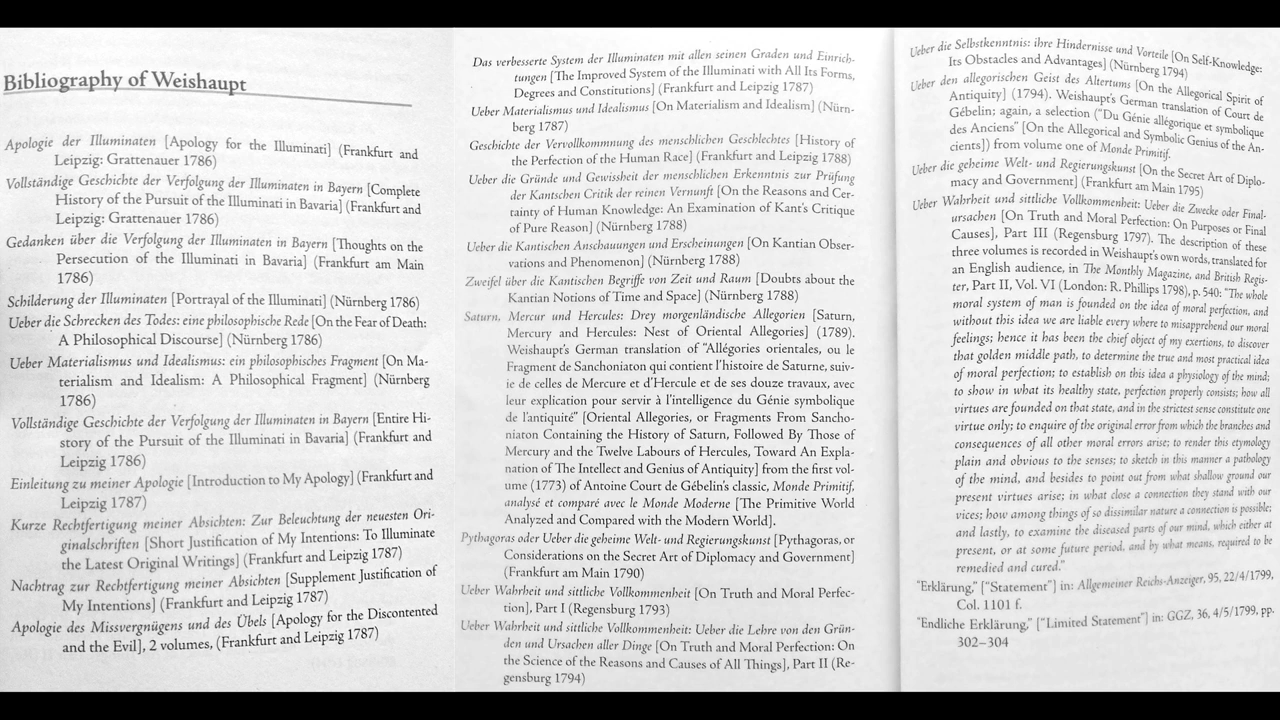 Bibliography of Weishaupt
Apologie der Illuminaten [Apology for the Illuminati] (Frankfurt and
Leipzig: Grattenauer 1786)
Vollständige Geschichte der Verfolgung der Illuminaten in Bayern [Complete
History of the Pursuit of the Illuminati in Bavaria] (Frankfurt and
Leipzig: Grattenauer 1786)
Gedanken über die Verfolgung der Illuminaten in Bayern [Thoughts on the
Persecution of the Illuminati in Bavaria] (Frankfurt am Main
1786)
Schilderung der Illuminaten [Portrayal of the Illuminati] (Nürnberg 1786)
Ueber die Schrecken des Todes: eine philosophische Rede [On the Fear of Death:
A Philosophical Discourse] (Nürnberg 1786)
Ueber Materialismus und Idealismus: ein philosophisches Fragment [On Ma-
terialism and Idealism: A Philosophical Fragment] (Nürnberg
1786)
Vollständige Geschichte der Verfolgung der Illuminaten in Bayern [Entire Hi-
story of the Pursuit of the Illuminati in Bavaria] (Frankfurt and
Leipzig 1786)
Einleitung zu meiner Apologie [Introduction to My Apology] (Frankfurt and
Leipzig 1787)
Kurze Rechtfertigung meiner Absichten: Zur Beleuchtung der neuesten Ori-
ginalschriften [Short Justification of My Intentions: To Illuminate
the Latest Original Writings] (Frankfurt and Leipzig 1787)
Nachtrag zur Rechtfertigung meiner Absichten [Supplement Justification of
My Intentions] (Frankfurt and Leipzig 1787)
Apologie des Missvergnügens und des Übels [Apology for the Discontented
and the Evil], 2 volumes, (Frankfurt and Leipzig 1787)
Das verbesserte System der Illuminaten mit allen seinen Graden und Einrich-
tungen [The Improved System of the Illuminati with All Its Forms,
Degrees and Constitutions] (Frankfurt and Leipzig 1787)
Ueber Materialismus und Idealismus [On Materialism and Idealism] (Nürn-
berg 1787)
Geschichte der Vervollkommnung des menschlichen Geschlechtes [History of
the Perfection of the Human Race] (Frankfurt and Leipzig 1788)
Ueber die Gründe und Gewissheit der menschlichen Erkenntnis zur Prüfung
der Kantschen Critik der reinen Vernunft [On the Reasons and Cer-
tainty of Human Knowledge: An Examination of Kant's Critique
of Pure Reason] (Nürnberg 1788)
Ueber die Kantischen Anschauungen und Erscheinungen [On Kantian Obser-
vations and Phenomenon] (Nürnberg 1788)
Zweifel über die Kantischen Begriffe von Zeit und Raum [Doubts about the
Kantian Notions of Time and Space] (Nürnberg 1788)
Saturn, Mercur und Hercules: Drey morgenländische Allegorien [Saturn,
Mercury and Hercules: Nest of Oriental Allegories] (1789).
Weishaupt's German translation of "Allégories orientales, ou le
Fragment de Sanchoniaton qui contient l'histoire de Saturne, suiv-
ie de celles de Mercure et d'Hercule et de ses douze travaux, avec
leur explication pour servir à l'intelligence du Génie symbolique
de l'antiquité" [Oriental Allegories, or Fragments From Sancho-
niaton Containing the History of Saturn, Followed By Those of
Mercury and the Twelve Labours of Hercules, Toward An Expla-
nation of The Intellect and Genius of Antiquity] from the first vol-
ume (1773) of Antoine Court de Gébelin's classic, Monde Primitif,
analysé et comparé avec le Monde Moderne [The Primitive World
Analyzed and Compared with the Modern World].
Pythagoras oder Ueber die geheime Welt- und Regierungskunst [Pythagoras, or
Considerations on the Secret Art of Diplomacy and Government]
(Frankfurt am Main 1790)
Ueber Wahrheit und sittliche Vollkommenheit [On Truth and Moral Perfec-
tion], Part I (Regensburg 1793)
Ueber Wahrheit und sittliche Vollkommenheit: Ueber die Lehre von den Grün-
den und Ursachen aller Dinge [On Truth and Moral Perfection: On
the Science of the Reasons and Causes of All Things], Part II (Re-
gensburg 1794)
Ueber die Selbstkenntnis: ihre Hindernisse und Vorteile [On Self-Knowledge:
Its Obstacles and Advantages] (Nürnberg 1794)
Ueber den allegorischen Geist des Altertums [On the Allegorical Spirit of
Antiquity] (1794). Weishaupt's German translation of Court de
Gébelin; again, a selection ("Du Génie allégorique et symbolique
des Anciens" [On the Allegorical and Symbolic Genius of the An-
cients]) from volume one of Monde Primitif.
Ueber die geheime Welt- und Regierungskunst [On the Secret Art of Diplo-
macy and Government] (Frankfurt am Main 1795)
Ueber Wahrheit und sittliche Vollkommenheit: Ueber die Zwecke oder Final-
ursachen [On Truth and Moral Perfection: On Purposes or Final
Causes], Part III (Regensburg 1797). The description of these
three volumes is recorded in Weishaupt's own words, translated for
an English audience, in The Monthly Magazine, and British Regis-
ter, Part II, Vol. VI (London: R. Phillips 1798), p. 540: "The whole
moral system of man is founded on the idea of moral perfection, and
without this idea we are liable every where to misapprehend our moral
feelings; hence it has been the chief object of my exertions, to discover
that golden middle path, to determine the true and most practical idea
of moral perfection; to establish on this idea a physiology of the mind;
to show in what its healthy state, perfection properly consists; how all
virtues are founded on that state, and in the strictest sense constitute one
virtue only; to enquire of the original error from which the branches and
consequences of all other moral errors arise; to render this etymology
plain and obvious to the senses; to sketch in this manner a pathology
of the mind, and besides to point out from what shallow ground our
present virtues arise; in what close a connection they stand with our
vices; how among things of so dissimilar nature a connection is possible;
and lastly, to examine the diseased parts of our mind, which either at
present, or at some future period, and by what means, required to be
remedied and cured."
"Erklärung," ["Statement"] in: Allgemeiner Reichs-Anzeiger, 95, 22/4/1799,
Col. 1101 f.
"Endliche Erklärung," ["Limited Statement"] in: GGZ, 36, 4/5/1799, pp.
302–304